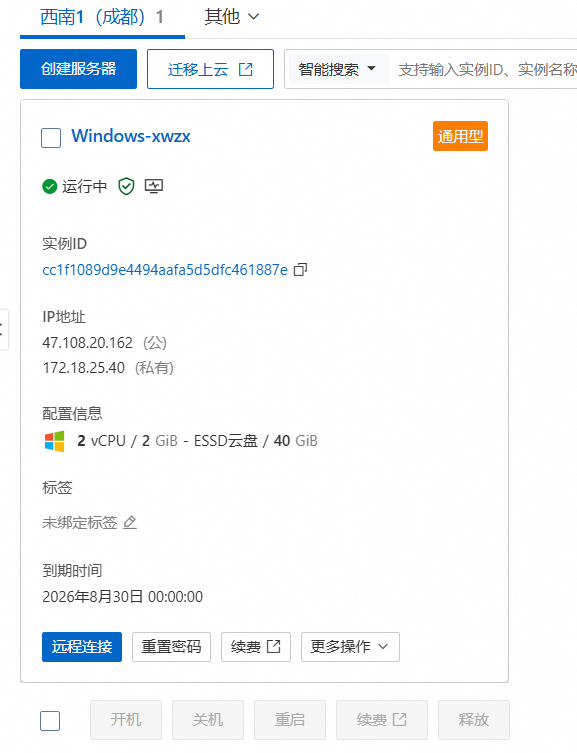 西南1（成都） 1 其他
创建服务器 迁移上云 智能搜索 支持输入实例ID、实例名称
Windows-xwzx 通用型
运行中
实例ID
cc1f1089d9e4494aafa5d5dfc461887e
IP地址
47.108.20.162 (公)
172.18.25.40 (私有)
配置信息
2 vCPU / 2 GiB - ESSD云盘 / 40 GiB
标签
未绑定标签
到期时间
2026年8月30日 00:00:00
远程连接 重置密码 续费 更多操作
开机 关机 重启 续费 释放